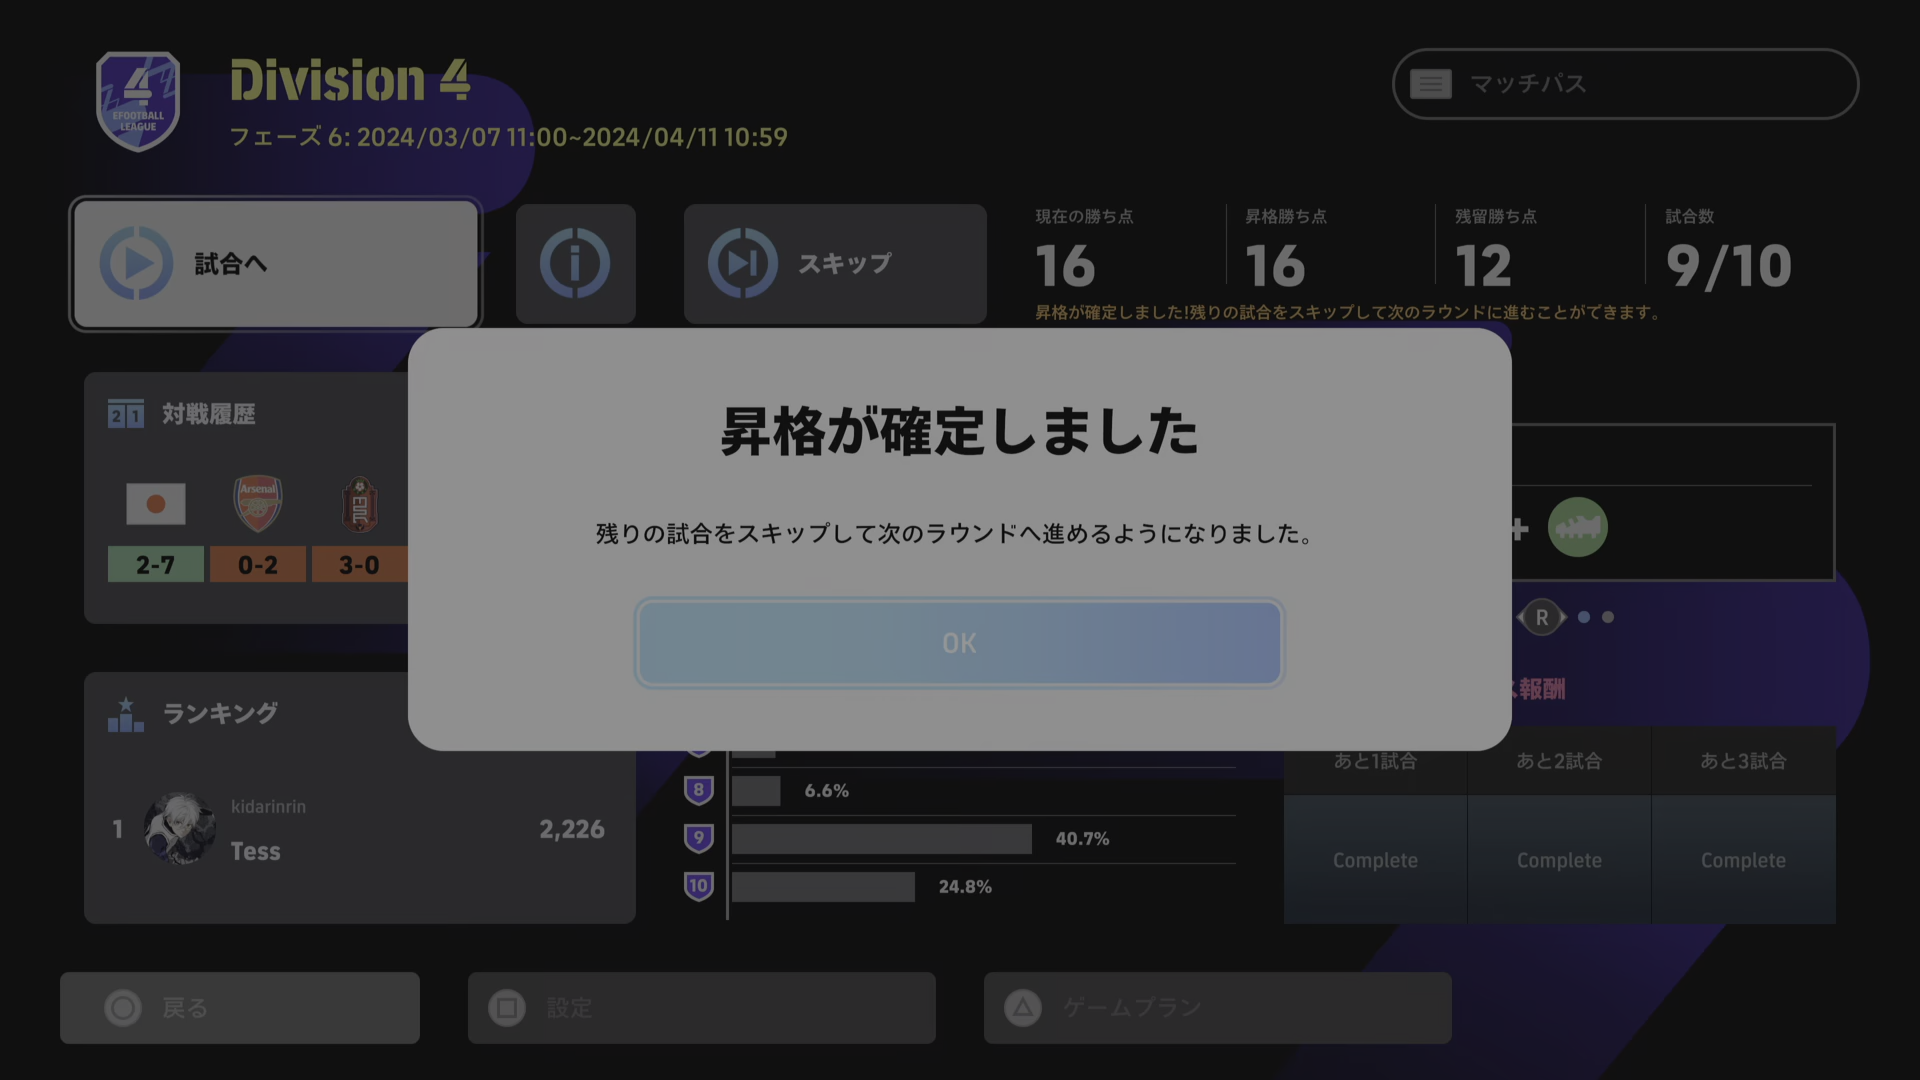 4
EFOOTBALL
LEAGUE
Division 4
フェーズ 6: 2024/03/07 11:00~2024/04/11 10:59
マッチパス
試合へ
スキップ
現在の勝ち点
16
昇格勝ち点
16
残留勝ち点
12
試合数
9/10
昇格が確定しました!残りの試合をスキップして次のラウンドに進むことができます。
対戦履歴
Arsenal
2-7
0-2
3-0
昇格が確定しました
残りの試合をスキップして次のラウンドへ進めるようになりました。
OK
+
R
報酬
ランキング
1
kidarinrin
Tess
2,226
8
6.6%
9
40.7%
10
24.8%
あと1試合
あと2試合
あと3試合
Complete
Complete
Complete
戻る
設定
ゲームプラン